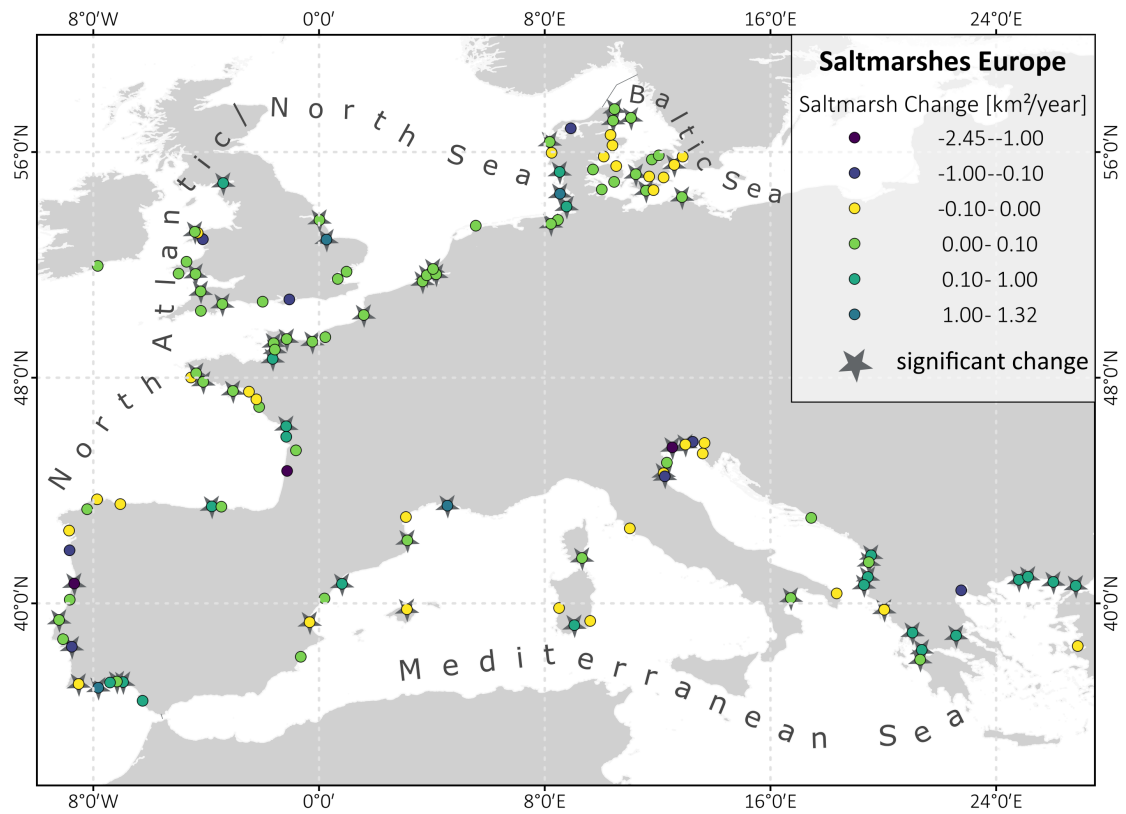 8°0′W 0°0′ 8°0′E 16°0′E 24°0′E
Saltmarshes Europe
Saltmarsh Change [km²/year]
-2.45--1.00
-1.00--0.10
-0.10- 0.00
0.00- 0.10
0.10- 1.00
1.00- 1.32
significant change
North Atlantic/North Sea
Baltic Sea
Mediterranean Sea
56°0′N
48°0′N
40°0′N
56°0′N
48°0′N
40°0′N
8°0′W 0°0′ 8°0′E 16°0′E 24°0′E